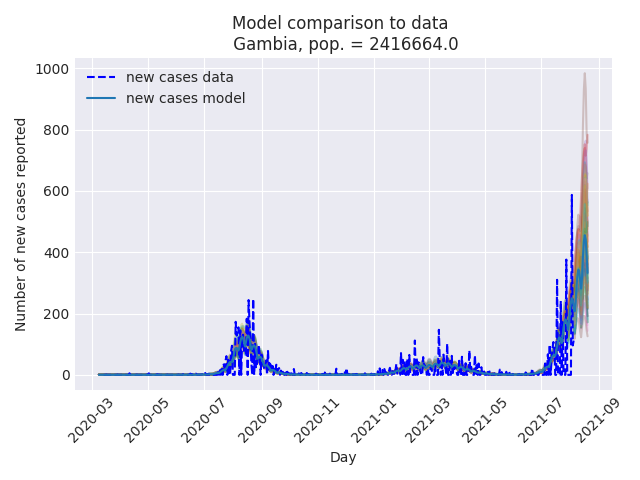 Model comparison to data
Gambia, pop. = 2416664.0
new cases data
new cases model
Number of new cases reported
1000
800
600
400
200
0
2020-03
2020-05
2020-07
2020-09
2020-11
2021-01
2021-03
2021-05
2021-07
2021-09
Day